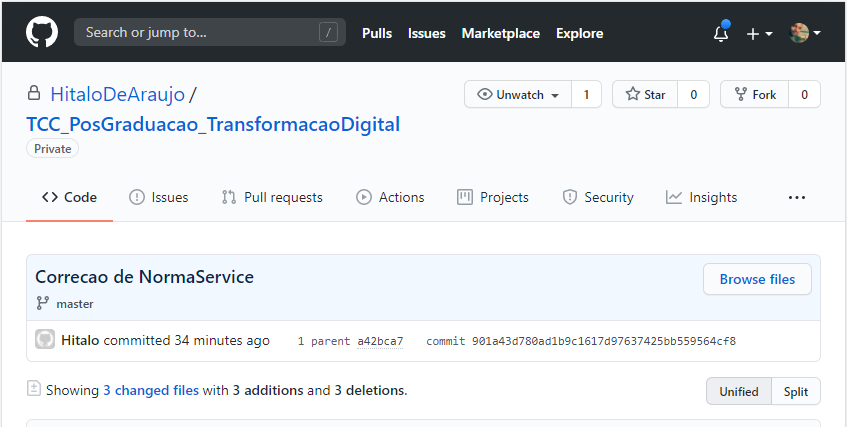 Search or jump to... / Pulls Issues Marketplace Explore
HitaloDeAraujo / Unwatch 1 Star 0 Fork 0
TCC_PosGraduacao_TransformacaoDigital
Private
Code Issues Pull requests Actions Projects Security Insights ...
Correcao de NormaService Browse files
master
Hitalo committed 34 minutes ago 1 parent a42bca7 commit 901a43d780ad1b9c1617d97637425bb559564cf8
Showing 3 changed files with 3 additions and 3 deletions. Unified Split